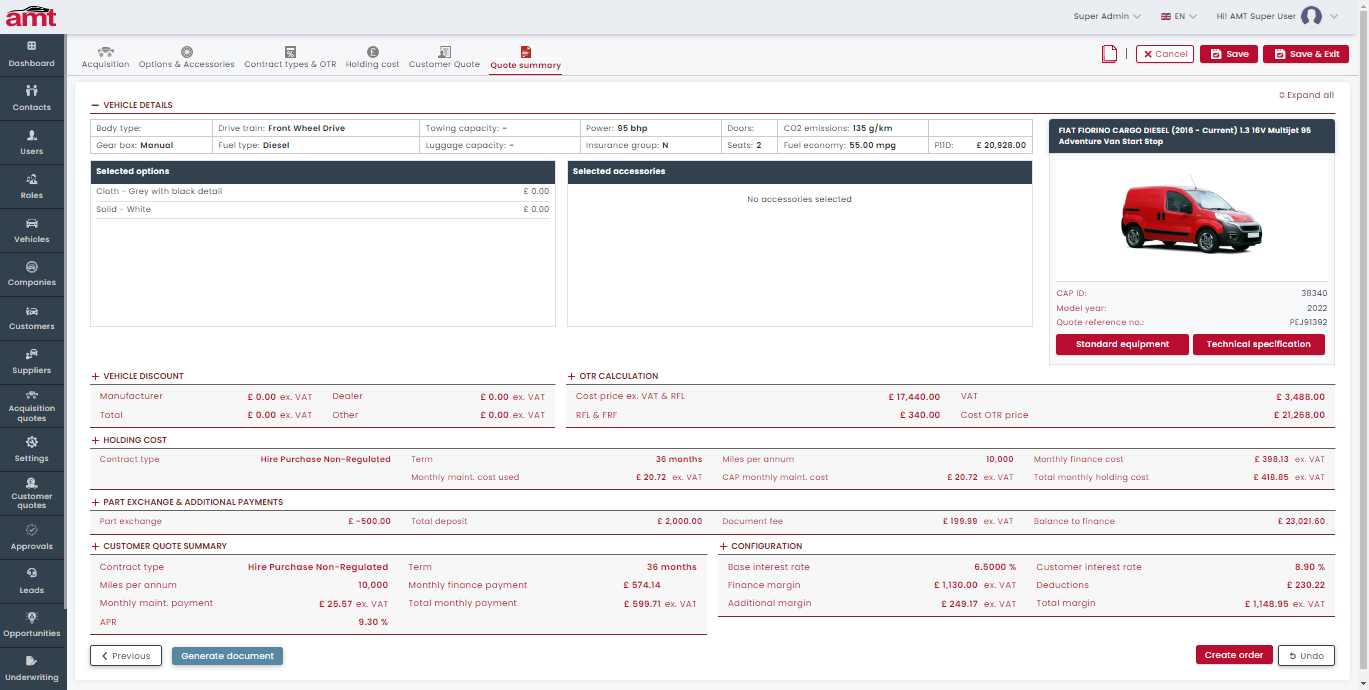 amt
Super Admin
EN
Hi! AMT Super User
Dashboard
Contacts
Users
Roles
Vehicles
Companies
Customers
Suppliers
Acquisition
quotes
Settings
Customer
quotes
Approvals
Leads
Opportunities
Underwriting
Acquisition
Options & Accessories
Contract types & OTR
Holding cost
Customer Quote
Quote summary
Cancel
Save
Save & Exit
Expand all
VEHICLE DETAILS
Body type: Drive train: Front Wheel Drive Towing capacity: - Power: 95 bhp Doors: CO2 emissions: 135 g/km
Gear box: Manual Fuel type: Diesel Luggage capacity: - Insurance group: N Seats: 2 Fuel economy: 55.00 mpg P11D: £ 20,928.00
Selected options
Cloth - Grey with black detail £ 0.00
Solid - White £ 0.00
Selected accessories
No accessories selected
FIAT FIORINO CARGO DIESEL (2016 - Current) 1.3 16V Multijet 95
Adventure Van Start Stop
CAP ID: 38340
Model year: 2022
Quote reference no.: PEJ91392
Standard equipment
Technical specification
VEHICLE DISCOUNT
Manufacturer £ 0.00 ex. VAT Dealer £ 0.00 ex. VAT
Total £ 0.00 ex. VAT Other £ 0.00 ex. VAT
OTR CALCULATION
Cost price ex. VAT & RFL £ 17,440.00 VAT £ 3,488.00
RFL & FRF £ 340.00 Cost OTR price £ 21,268.00
HOLDING COST
Contract type Hire Purchase Non-Regulated Term 36 months Miles per annum 10,000 Monthly finance cost £ 398.13 ex. VAT
Monthly maint. cost used £ 20.72 ex. VAT CAP monthly maint. cost £ 20.72 ex. VAT Total monthly holding cost £ 418.85 ex. VAT
PART EXCHANGE & ADDITIONAL PAYMENTS
Part exchange £ -500.00 Total deposit £ 2,000.00 Document fee £ 199.99 ex. VAT Balance to finance £ 23,021.60
CUSTOMER QUOTE SUMMARY
Contract type Hire Purchase Non-Regulated Term 36 months
Miles per annum 10,000 Monthly finance payment £ 574.14
Monthly maint. payment £ 25.57 ex. VAT Total monthly payment £ 599.71 ex. VAT
APR 9.30 %
CONFIGURATION
Base interest rate 6.5000 % Customer interest rate 8.90 %
Finance margin £ 1,130.00 ex. VAT Deductions £ 230.22
Additional margin £ 249.17 ex. VAT Total margin £ 1,148.95 ex. VAT
Previous
Generate document
Create order
Undo